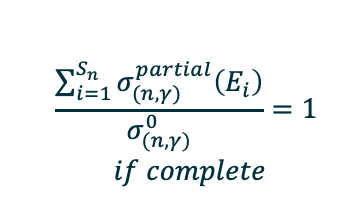 ∑_{i=1}^{S_n} σ_{(n,γ)}^{partial}(E_i)
σ_{(n,γ)}^{0} = 1
if complete